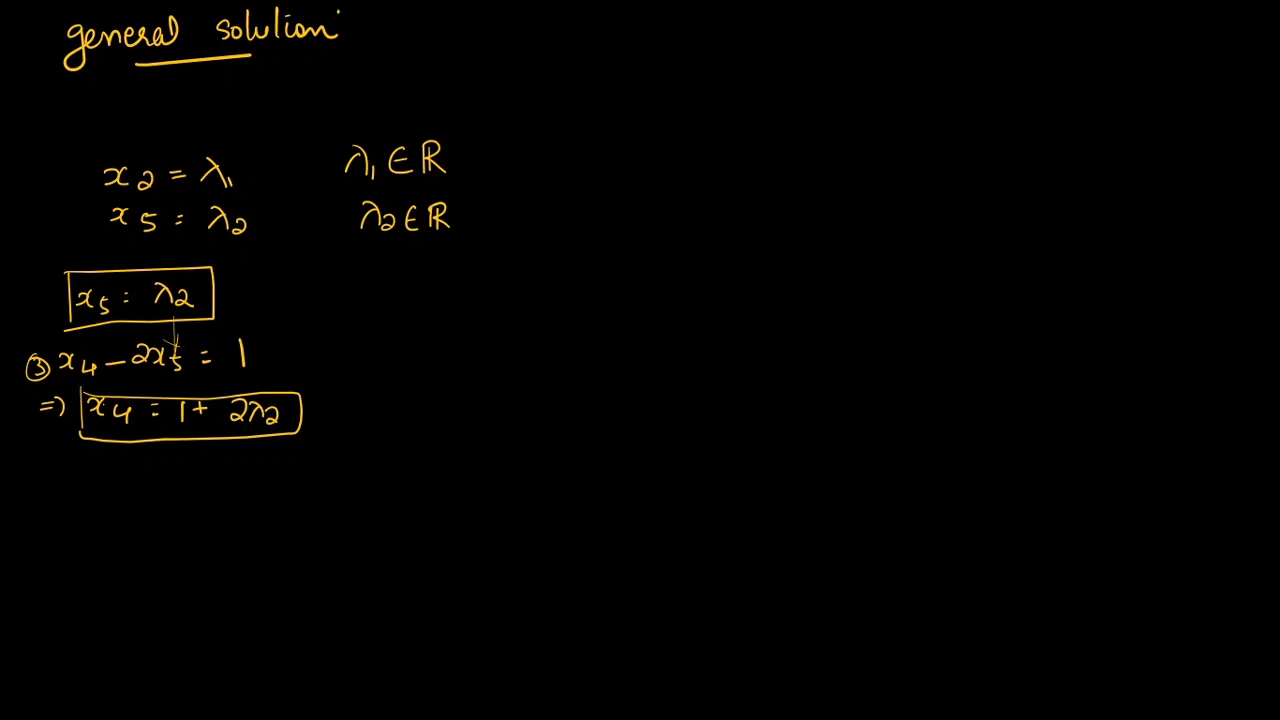 general solution
x₂ = λ₁ λ₁ ∈ ℝ
x₅ = λ₂ λ₂ ∈ ℝ
x₅ = λ₂
③ x₄ - 2x₅ = 1
⇒ x₄ = 1 + 2λ₂